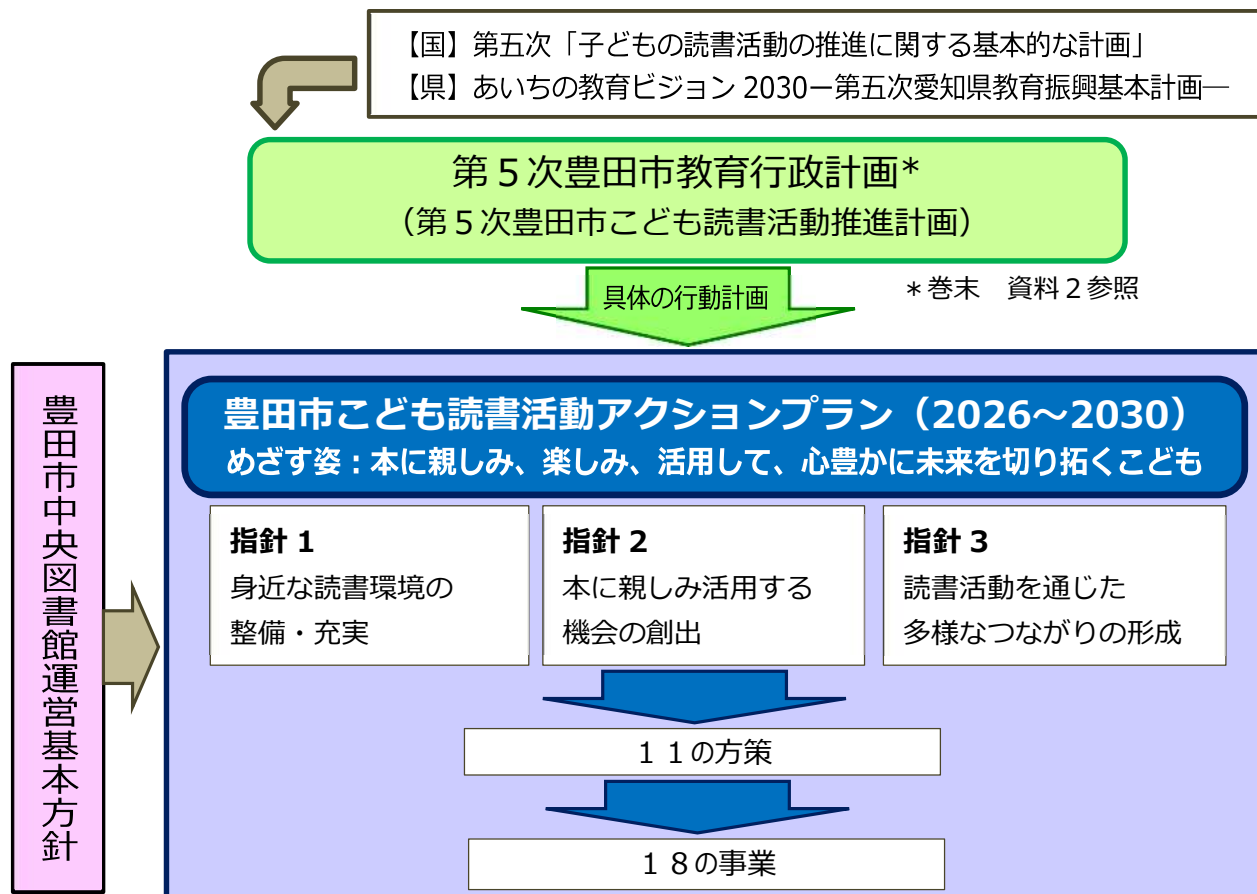 【国】第五次「子どもの読書活動の推進に関する基本的な計画」
【県】あいちの教育ビジョン 2030ー第五次愛知県教育振興基本計画―
第５次豊田市教育行政計画*
（第５次豊田市こども読書活動推進計画）
具体の行動計画
＊巻末　資料２参照
豊田市中央図書館運営基本方針
豊田市こども読書活動アクションプラン（2026～2030）
めざす姿：本に親しみ、楽しみ、活用して、心豊かに未来を切り拓くこども
指針 1
身近な読書環境の
整備・充実
指針 2
本に親しみ活用する
機会の創出
指針 3
読書活動を通じた
多様なつながりの形成
１１の方策
１８の事業